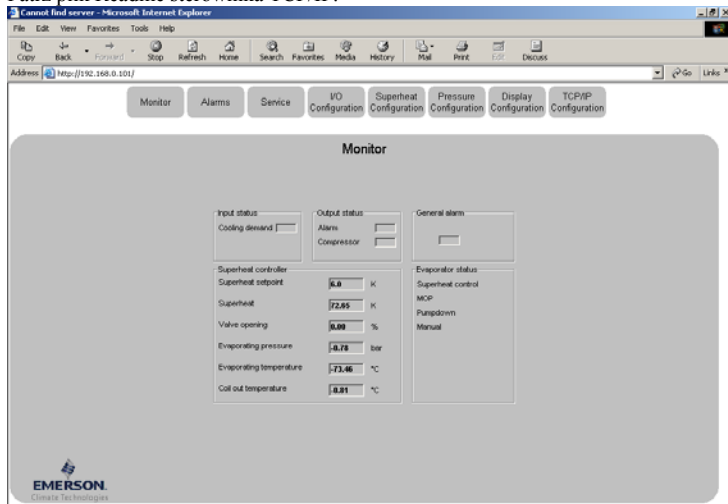 Patrz plik Readme sterownika TCP/IP.
Cannot find server - Microsoft Internet Explorer
File Edit View Favorites Tools Help
Copy Back Forward Stop Refresh Home Search Favorites Media History Mail Print Edit Discuss
Address http://192.168.0.101/ Go Links
Monitor Alarms Service I/O Configuration Superheat Configuration Pressure Configuration Display Configuration TCP/IP Configuration
Monitor
Input status Output status General alarm
Cooling demand Alarm
Compressor
Superheat controller Evaporator status
Superheat setpoint 6.0 K Superheat control
MOP
Superheat 72.65 K
Pumpdown
Valve opening 0.00 % Manual
Evaporating pressure -0.78 bar
Evaporating temperature -73.46 °C
Coil out temperature -0.81 °C
EMERSON.
Climate Technologies